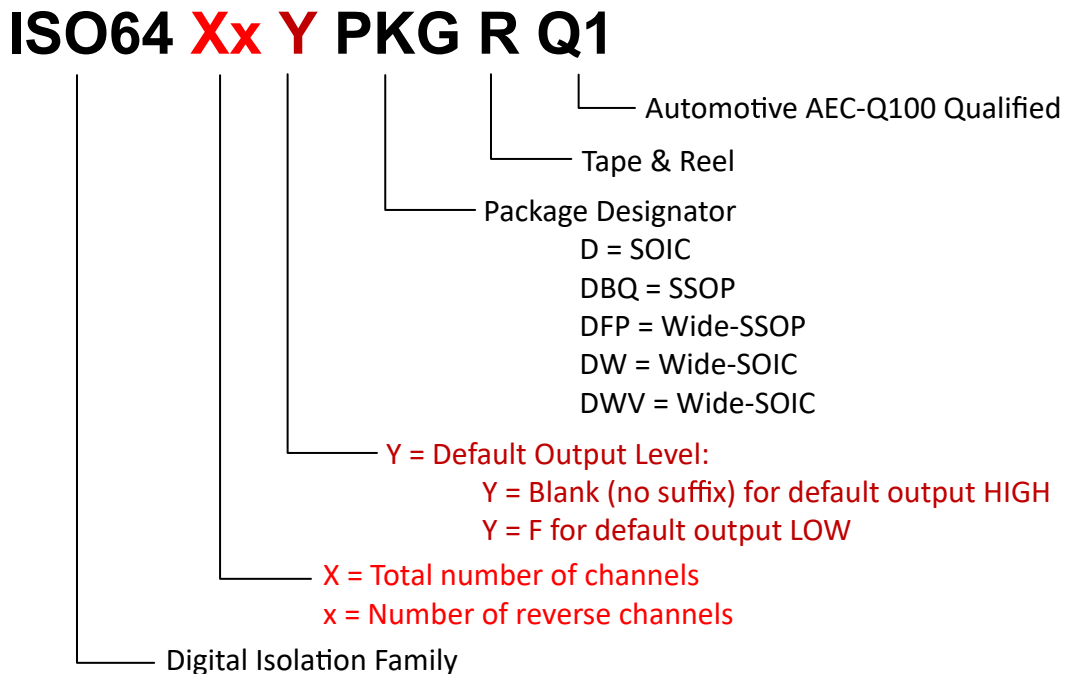 ISO64 Xx Y PKG R Q1
Automotive AEC-Q100 Qualified
Tape & Reel
Package Designator
D = SOIC
DBQ = SSOP
DFP = Wide-SSOP
DW = Wide-SOIC
DWV = Wide-SOIC
Y = Default Output Level:
Y = Blank (no suffix) for default output HIGH
Y = F for default output LOW
X = Total number of channels
x = Number of reverse channels
Digital Isolation Family